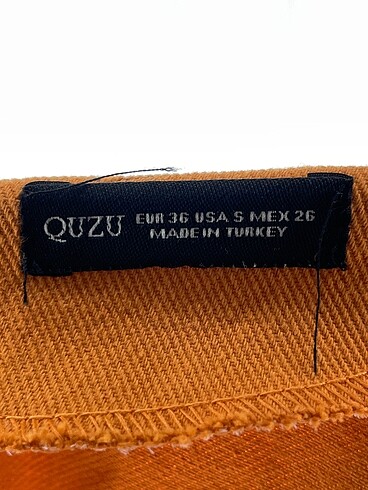 QUZU EUR 36 USA S MEX 26
MADE IN TURKEY